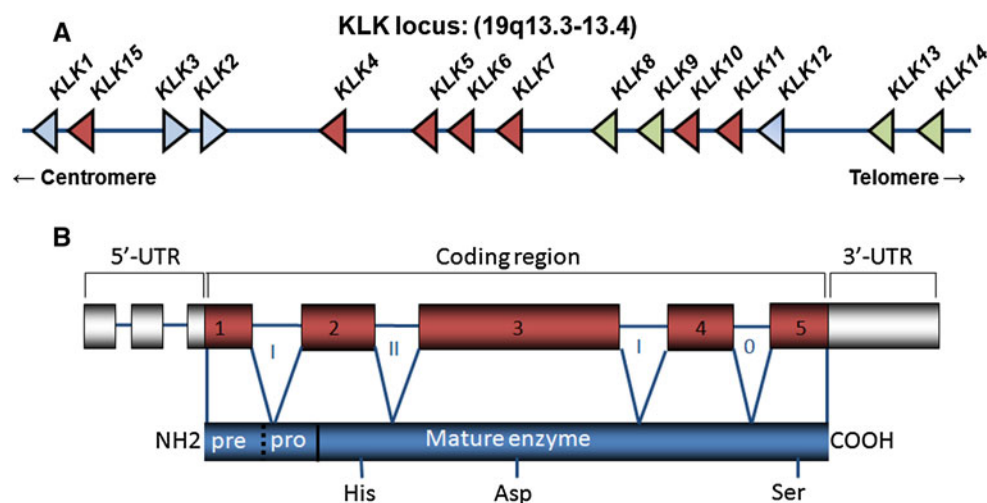 A
KLK locus: (19q13.3-13.4)
KLK1 KLK15 KLK3 KLK2 KLK4 KLK5 KLK6 KLK7 KLK8 KLK9 KLK10 KLK11 KLK12 KLK13 KLK14
← Centromere Telomere →
B
5’-UTR Coding region 3’-UTR
1 2 3 4 5
I II I 0
NH2 pre pro Mature enzyme COOH
His Asp Ser